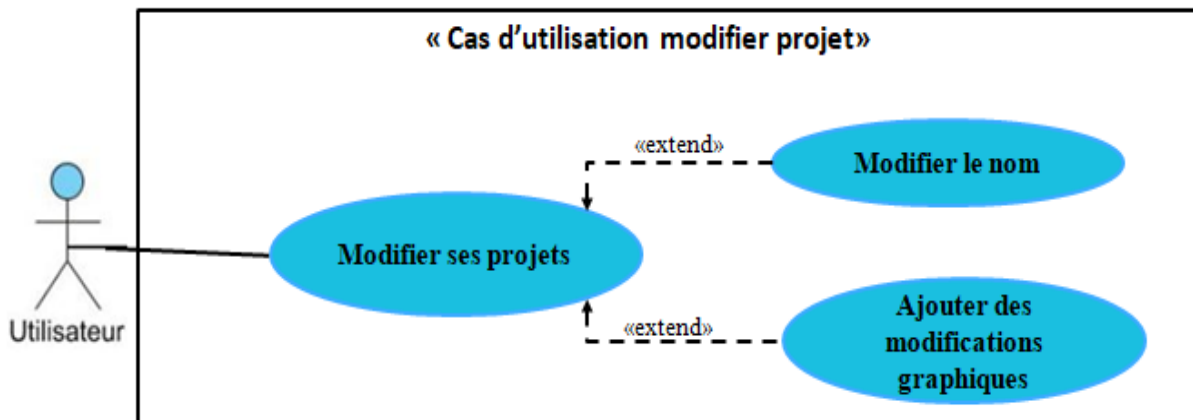 « Cas d’utilisation modifier projet»
«extend»
Modifier le nom
Modifier ses projets
Utilisateur
«extend»
Ajouter des
modifications
graphiques